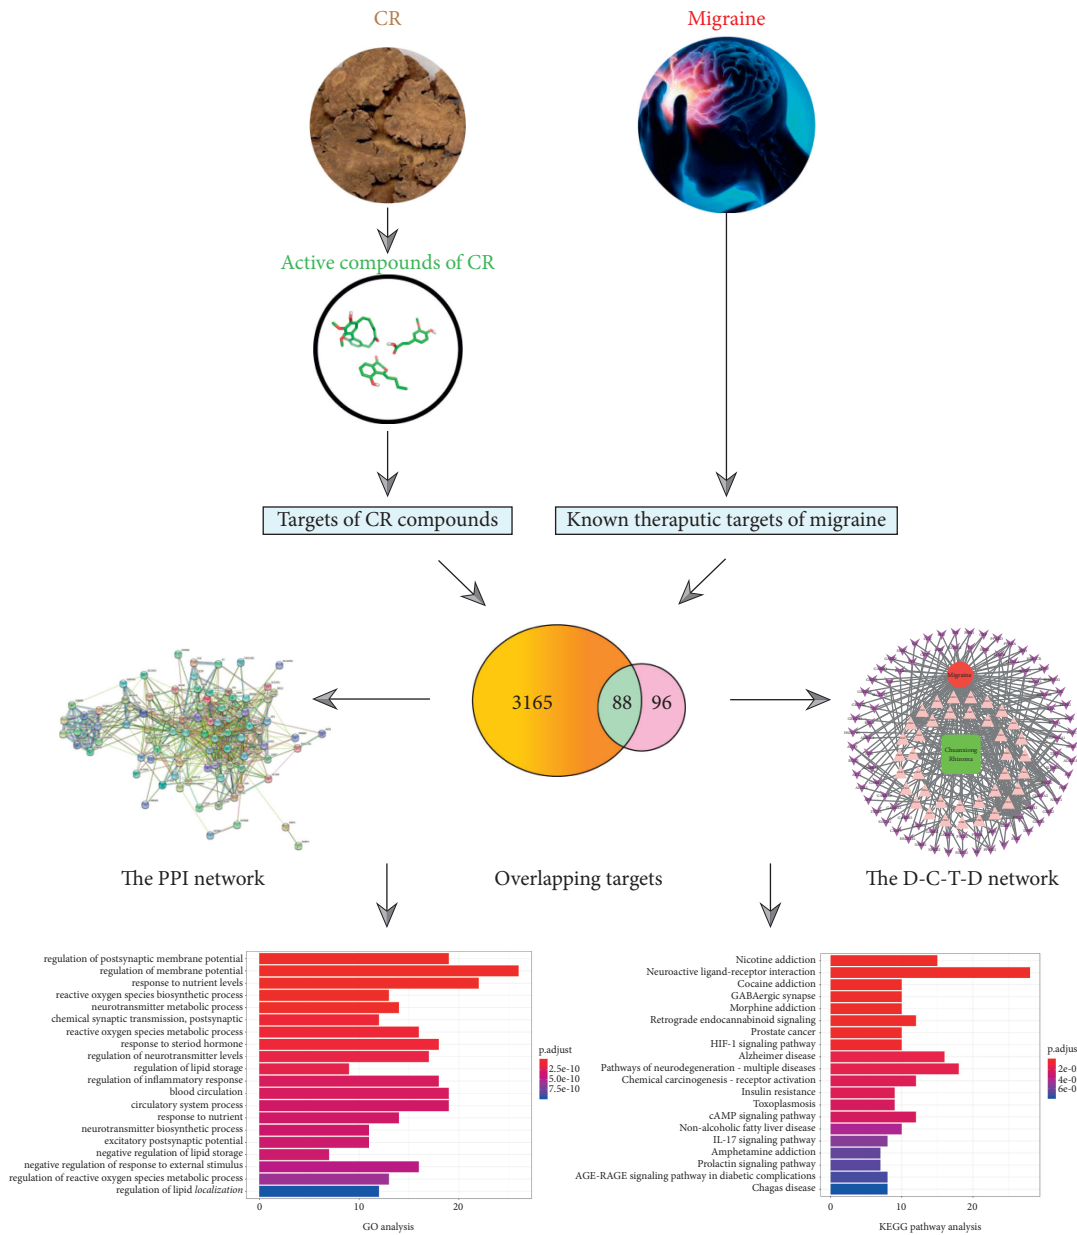 CR
Migraine
Active compounds of CR
Targets of CR compounds
Known theraputic targets of migraine
3165
88
96
Migraine
Chuanxiong
Rhizoma
The PPI network
Overlapping targets
The D-C-T-D network
regulation of postsynaptic membrane potential
regulation of membrane potential
response to nutrient levels
reactive oxygen species biosynthetic process
neurotransmitter metabolic process
chemical synaptic transmission, postsynaptic
reactive oxygen species metabolic process
response to steriod hormone
regulation of neurotransmitter levels
regulation of lipid storage
regulation of inflammatory response
blood circulation
circulatory system process
response to nutrient
neurotransmitter biosynthetic process
excitatory postsynaptic potential
negative regulation of lipid storage
negative regulation of response to external stimulus
regulation of reactive oxygen species metabolic process
regulation of lipid localization
0
10
20
GO analysis
p.adjust
2.5e-10
5.0e-10
7.5e-10
Nicotine addiction
Neuroactive ligand-receptor interaction
Cocaine addiction
GABAergic synapse
Morphine addiction
Retrograde endocannabinoid signaling
Prostate cancer
HIF-1 signaling pathway
Alzheimer disease
Pathways of neurodegeneration - multiple diseases
Chemical carcinogenesis - receptor activation
Insulin resistance
Toxoplasmosis
cAMP signaling pathway
Non-alcoholic fatty liver disease
IL-17 signaling pathway
Amphetamine addiction
Prolactin signaling pathway
AGE-RAGE signaling pathway in diabetic complications
Chagas disease
0
10
20
KEGG pathway analysis
p.adjus
2e-0
4e-0
6e-0